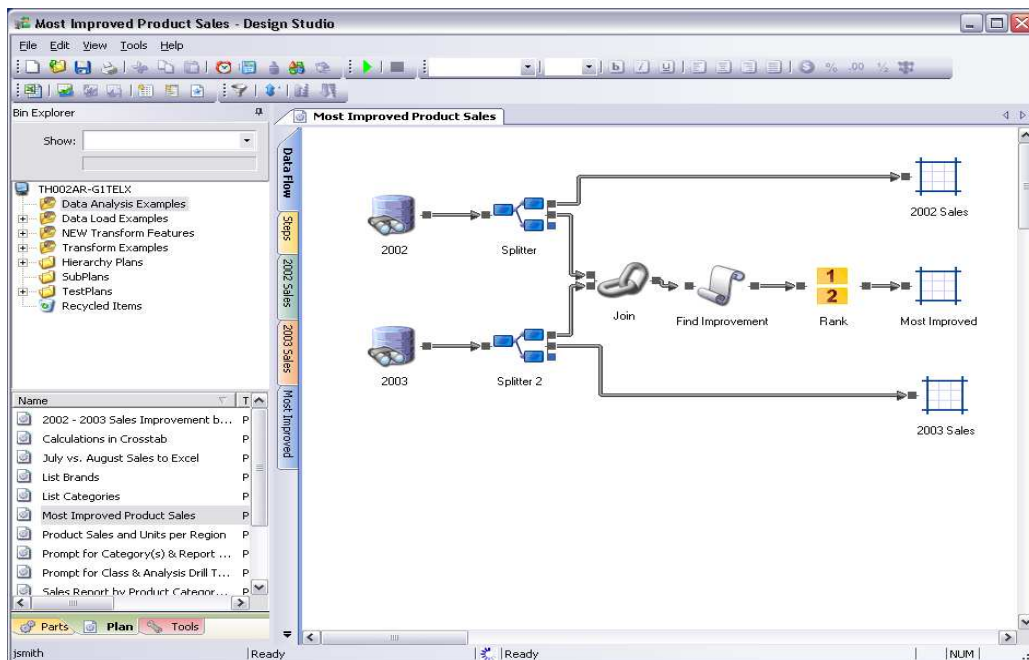 Most Improved Product Sales - Design Studio
File Edit View Tools Help
B I U $ % .00 ½
Bin Explorer
Most Improved Product Sales
Show:
TH002AR-G1TELX
Data Analysis Examples
Data Load Examples
NEW Transform Features
Transform Examples
Hierarchy Plans
SubPlans
TestPlans
Recycled Items
Name T
2002 - 2003 Sales Improvement b... P
Calculations in Crosstab P
July vs. August Sales to Excel P
List Brands P
List Categories P
Most Improved Product Sales P
Product Sales and Units per Region P
Prompt for Category(s) & Report ... P
Prompt for Class & Analysis Drill T... P
Sales Report by Product Categor... P
Parts Plan Tools
Data Flow
Steps
2002 Sales
2003 Sales
Most Improved
2002
Splitter
2002 Sales
Join
Find Improvement
1
2
Rank
Most Improved
2003
Splitter 2
2003 Sales
jsmith Ready Ready NUM